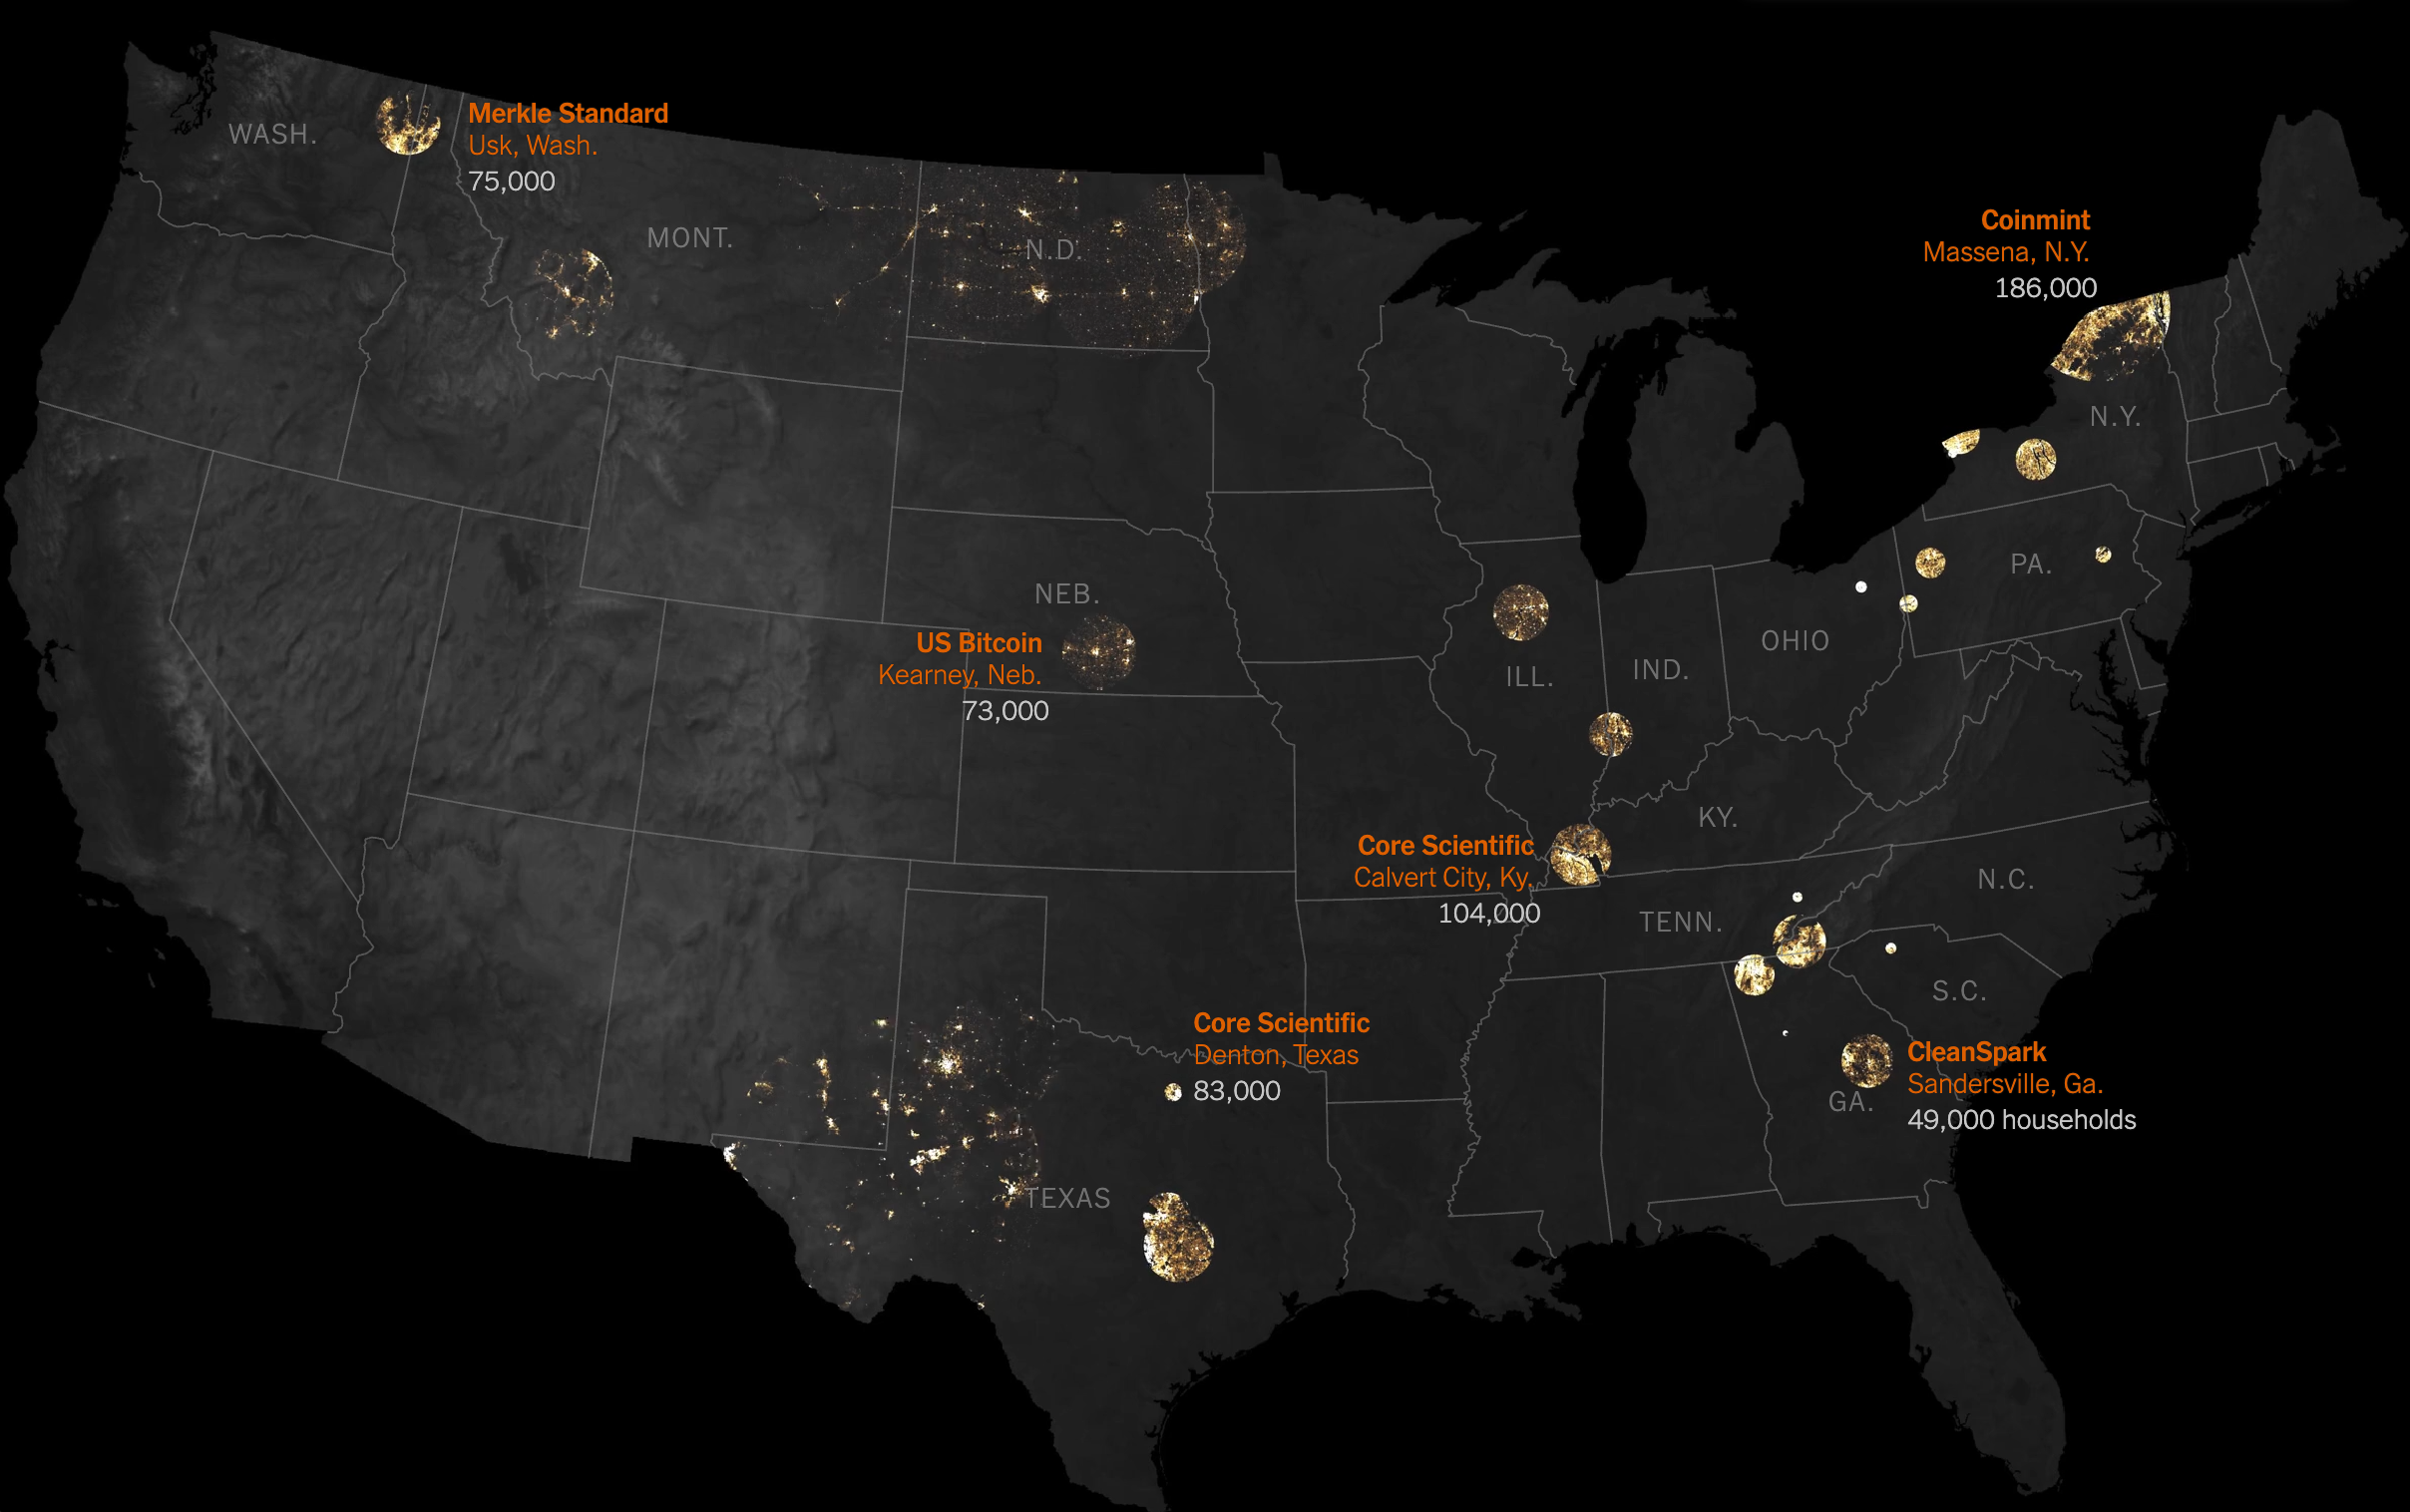 Merkle Standard
Usk, Wash.
75,000
WASH.
MONT.
N.D.
Coinmint
Massena, N.Y.
186,000
N.Y.
NEB.
US Bitcoin
Kearney, Neb.
73,000
PA.
OHIO
ILL.
IND.
KY.
Core Scientific
Calvert City, Ky.
104,000
TENN.
N.C.
S.C.
Core Scientific
Denton, Texas
83,000
CleanSpark
Sandersville, Ga.
49,000 households
GA.
TEXAS